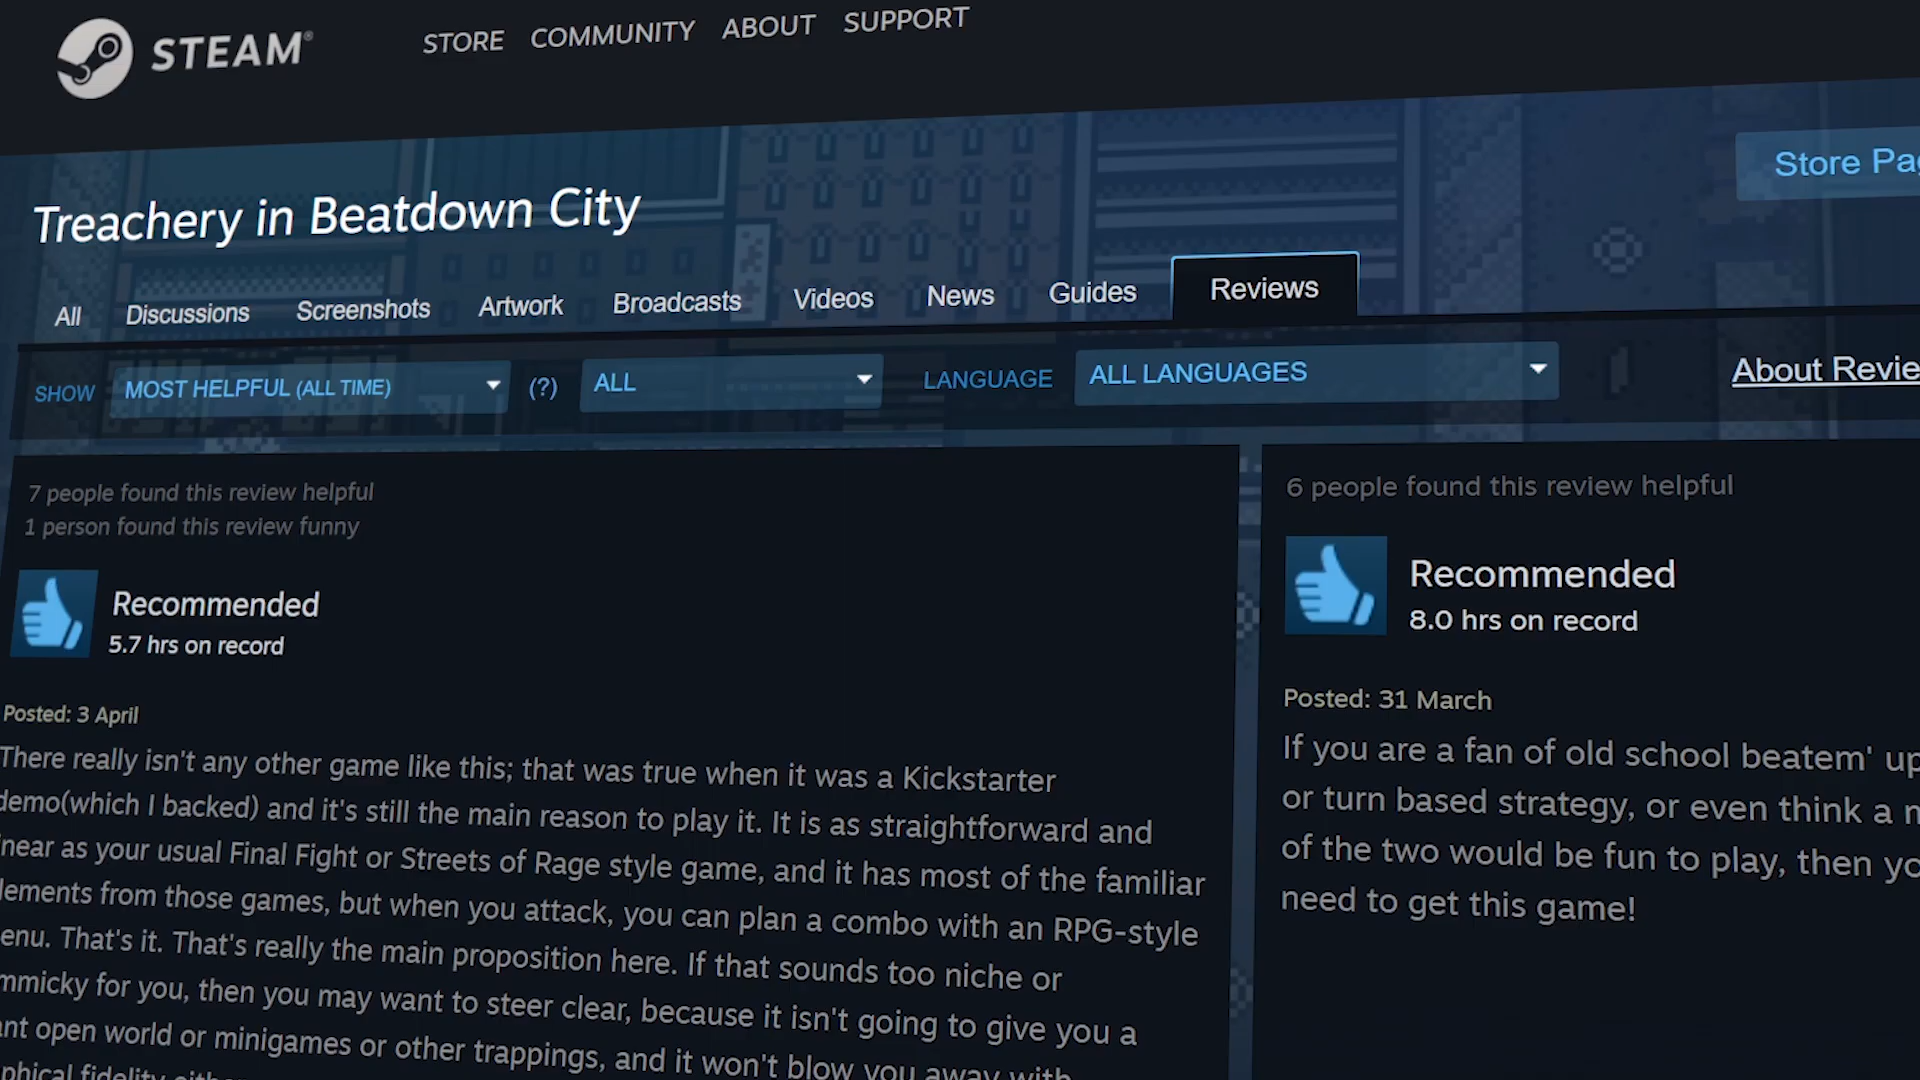 STEAM®
STORE COMMUNITY ABOUT SUPPORT
Store
Treachery in Beatdown City
All Discussions Screenshots Artwork Broadcasts Videos News Guides Reviews
SHOW MOST HELPFUL (ALL TIME) (?) ALL LANGUAGE ALL LANGUAGES About
7 people found this review helpful
1 person found this review funny
Recommended
5.7 hrs on record
Posted: 3 April
There really isn't any other game like this; that was true when it was a Kickstarter
demo(which I backed) and it's still the main reason to play it. It is as straightforward and
as your usual Final Fight or Streets of Rage style game, and it has most of the familiar
from those games, but when you attack, you can plan a combo with an RPG-style
That's it. That's really the main proposition here. If that sounds too niche or
for you, then you may want to steer clear, because it isn't going to give you a
open world or minigames or other trappings, and it won't blow you away with
fidelity
6 people found this review helpful
Recommended
8.0 hrs on record
Posted: 31 March
If you are a fan of old school beatem' up
or turn based strategy, or even think a
of the two would be fun to play, then
need to get this game!